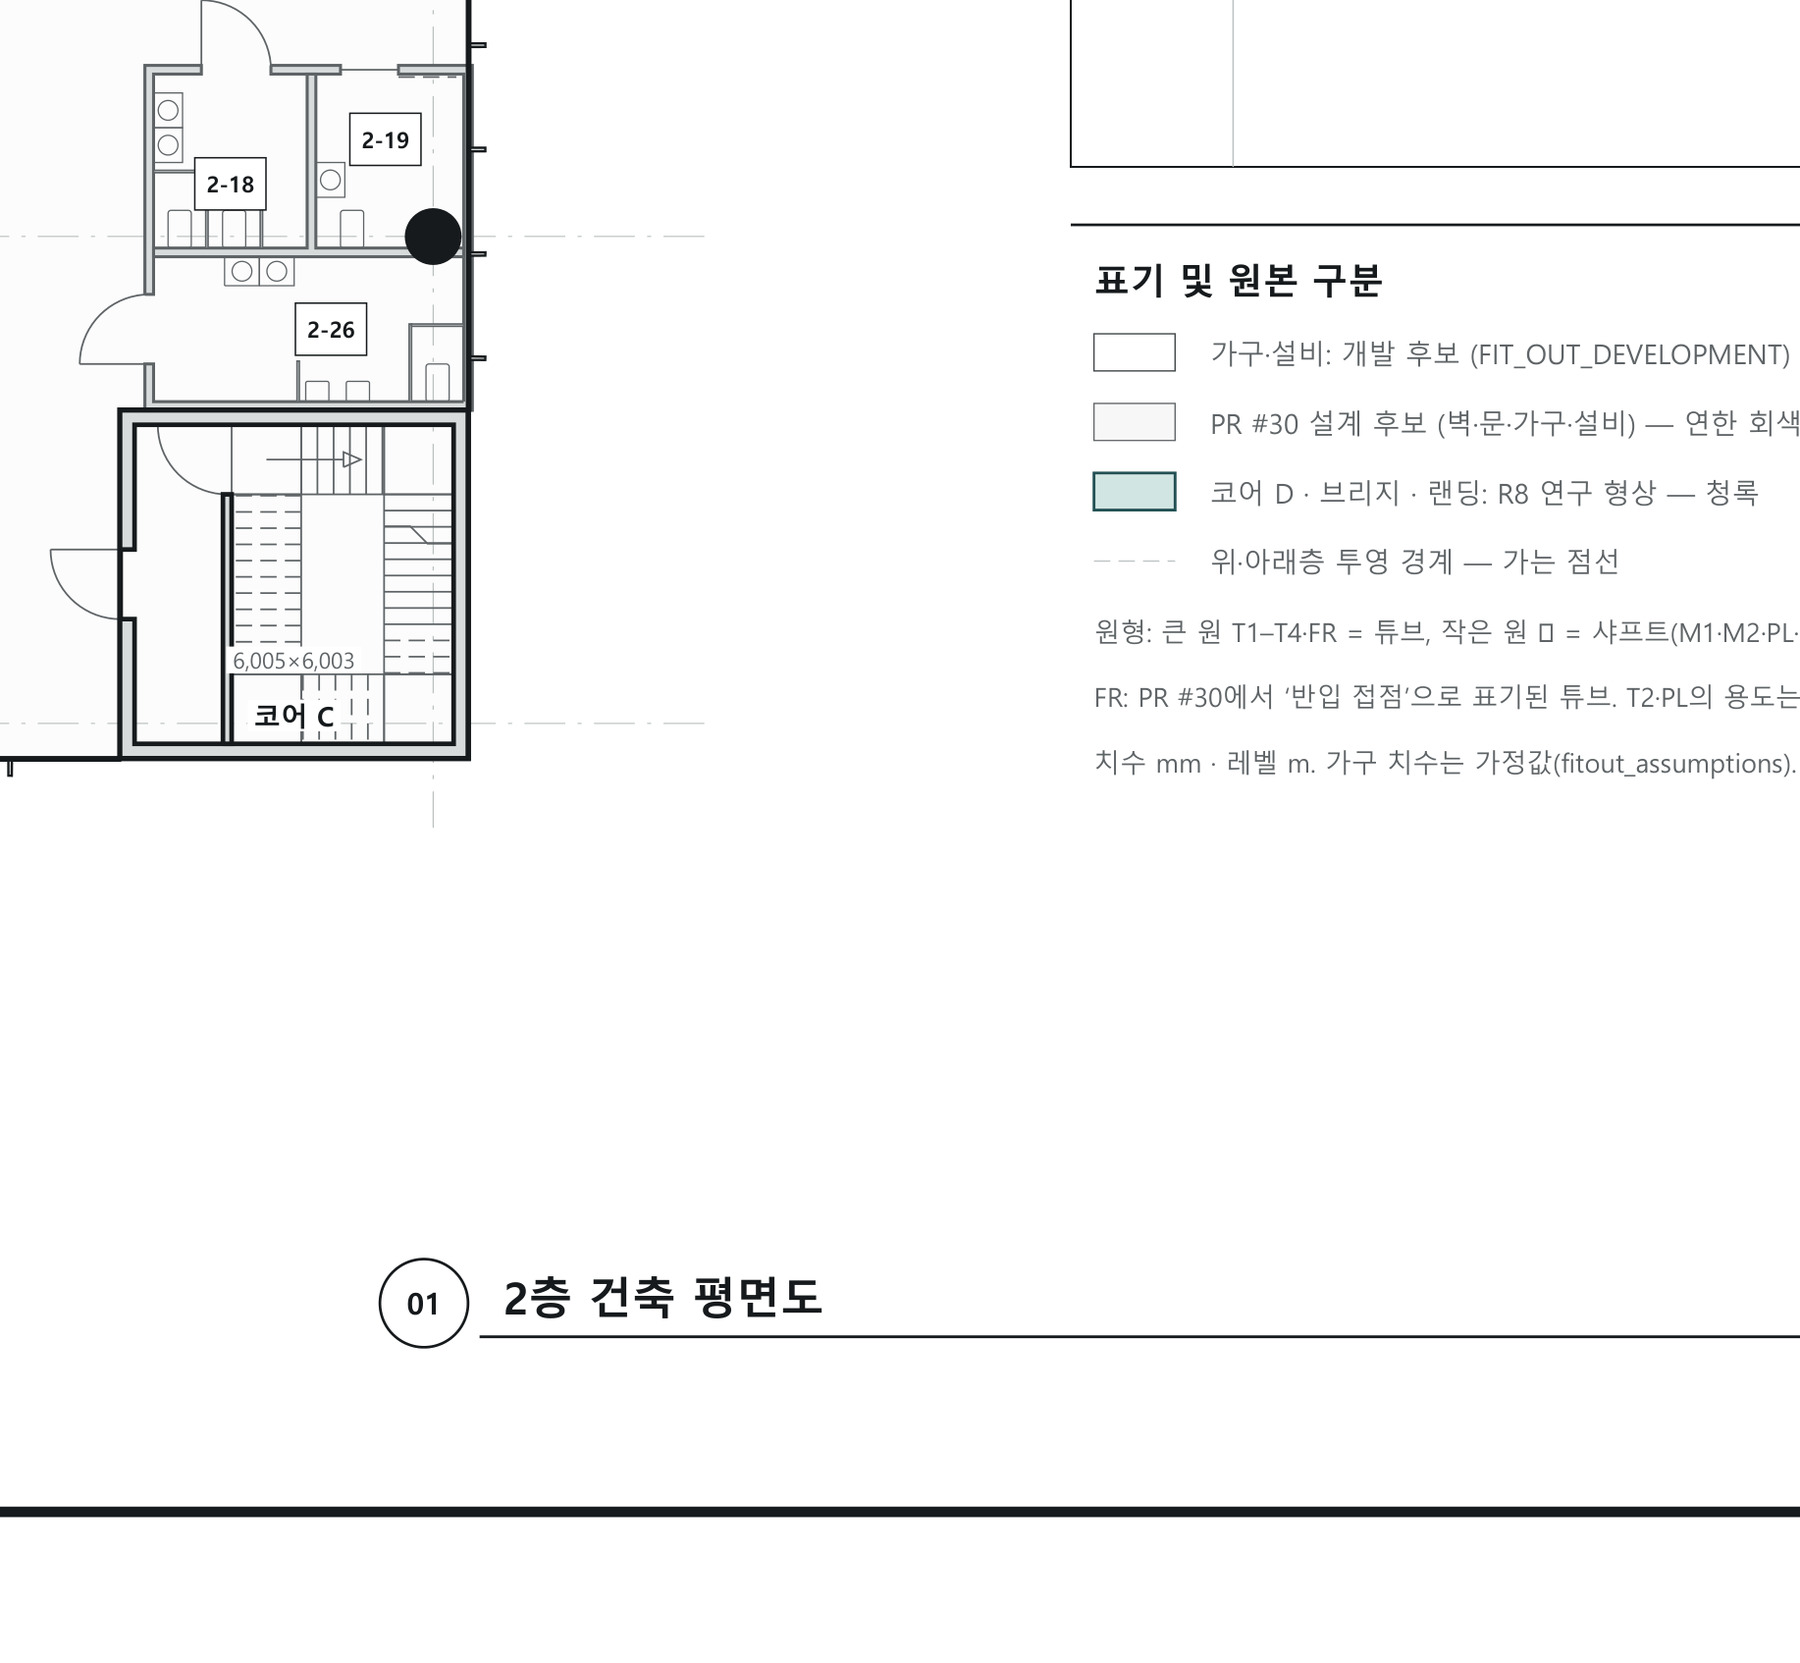 2-19
2-18
2-26
6,005×6,003
코어 C
표기 및 원본 구분
가구·설비: 개발 후보 (FIT_OUT_DEVELOPMENT)
PR #30 설계 후보 (벽·문·가구·설비) — 연한 회색
코어 D · 브리지 · 랜딩: R8 연구 형상 — 청록
위·아래층 투영 경계 — 가는 점선
원형: 큰 원 T1–T4·FR = 튜브, 작은 원 ▯ = 샤프트(M1·M2·PL·
FR: PR #30에서 ‘반입 접점’으로 표기된 튜브. T2·PL의 용도는
치수 mm · 레벨 m. 가구 치수는 가정값(fitout_assumptions).
01 2층 건축 평면도